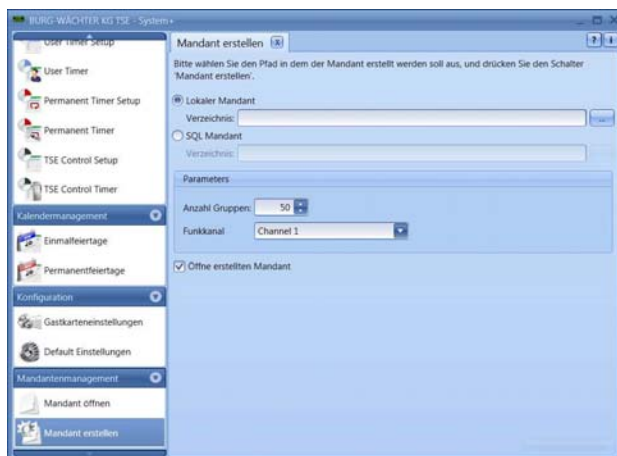 BURG-WÄCHTER KG TSE - System+
User Timer Setup
User Timer
Permanent Timer Setup
Permanent Timer
TSE Control Setup
TSE Control Timer
Kalendermanagement
Einmalfeiertage
Permanentfeiertage
Konfiguration
Gastkarteneinstellungen
Default Einstellungen
Mandantenmanagement
Mandant öffnen
Mandant erstellen
Mandant erstellen x
? i
Bitte wählen Sie den Pfad in dem der Mandant erstellt werden soll aus, und drücken Sie den Schalter
'Mandant erstellen'.
Lokaler Mandant
Verzeichnis: ...
SQL Mandant
Verzeichnis:
Parameters
Anzahl Gruppen: 50
Funkkanal Channel 1
Öffne erstellten Mandant